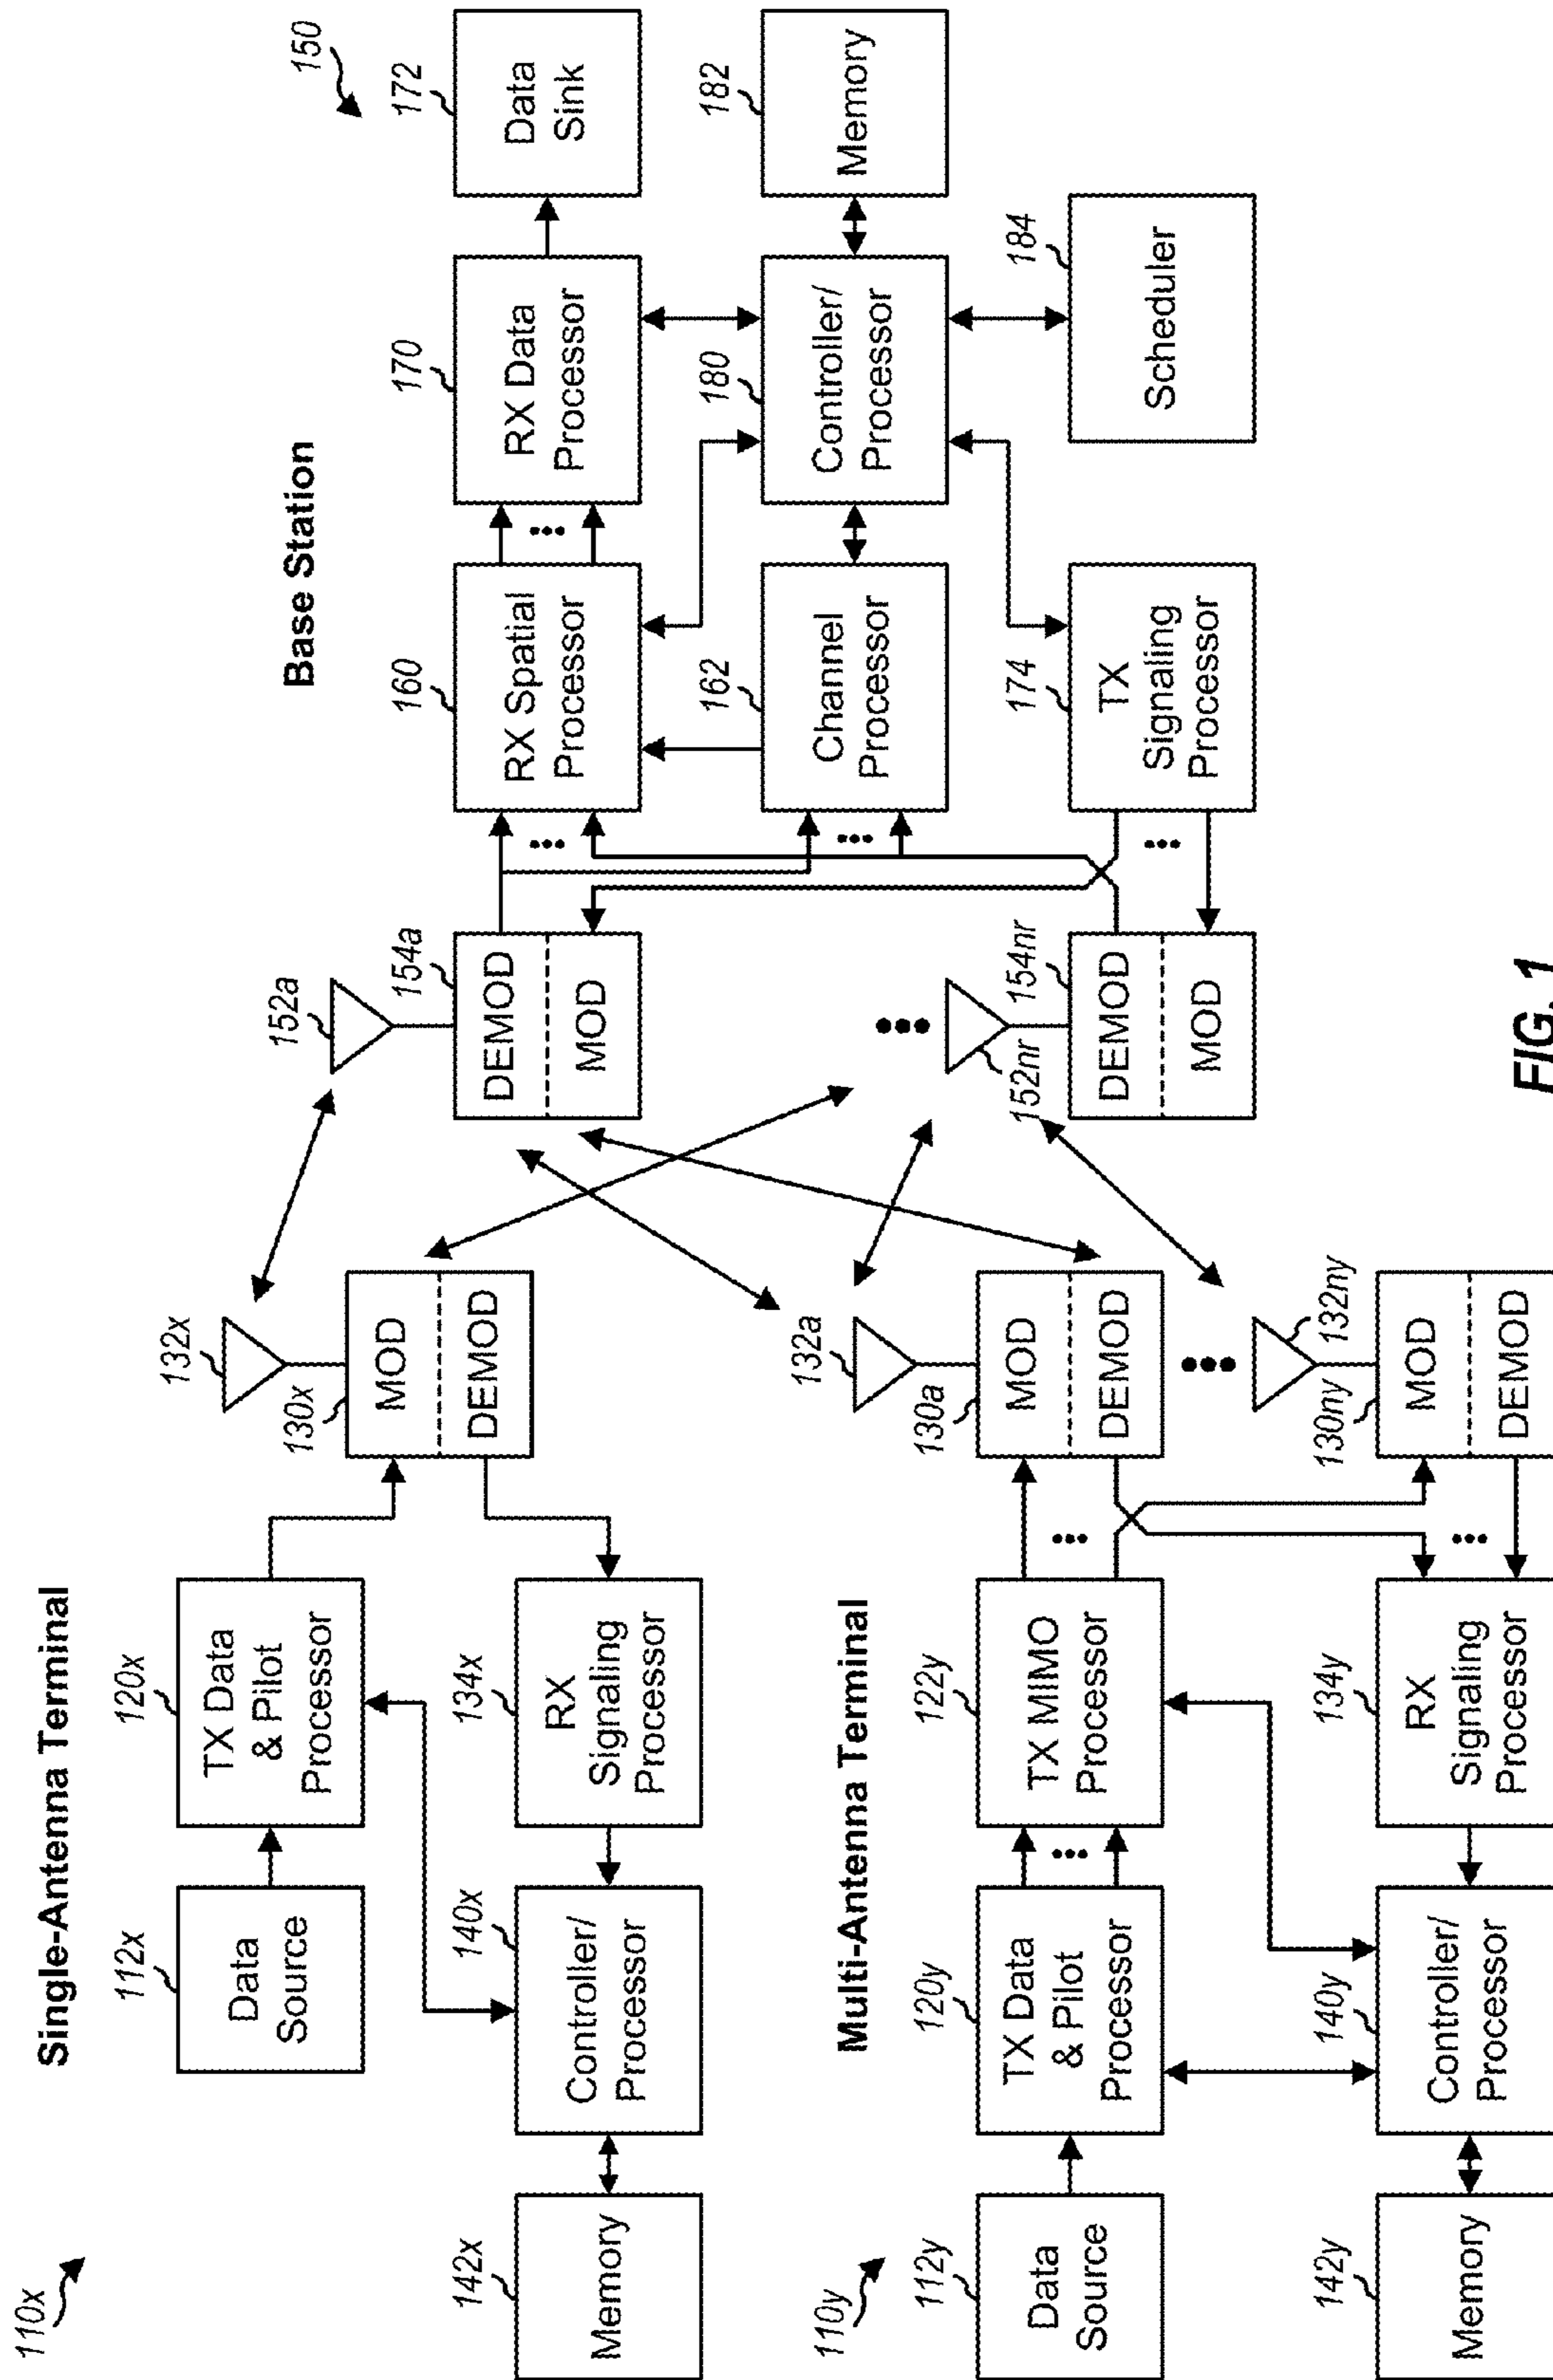 110x
Single-Antenna Terminal
112x
Data
Source
120x
TX Data
& Pilot
Processor
132x
130x
MOD
DEMOD
142x
Memory
140x
Controller/
Processor
134x
RX
Signaling
Processor
110y
Multi-Antenna Terminal
112y
Data
Source
120y
TX Data
& Pilot
Processor
122y
TX MIMO
Processor
132a
130a
MOD
DEMOD
132ny
130ny
MOD
DEMOD
142y
Memory
140y
Controller/
Processor
134y
RX
Signaling
Processor
Base Station
150
152a
154a
DEMOD
MOD
160
RX Spatial
Processor
170
RX Data
Processor
172
Data
Sink
162
Channel
Processor
180
Controller/
Processor
182
Memory
152nr
154nr
DEMOD
MOD
174
TX
Signaling
Processor
184
Scheduler
FIG. 1